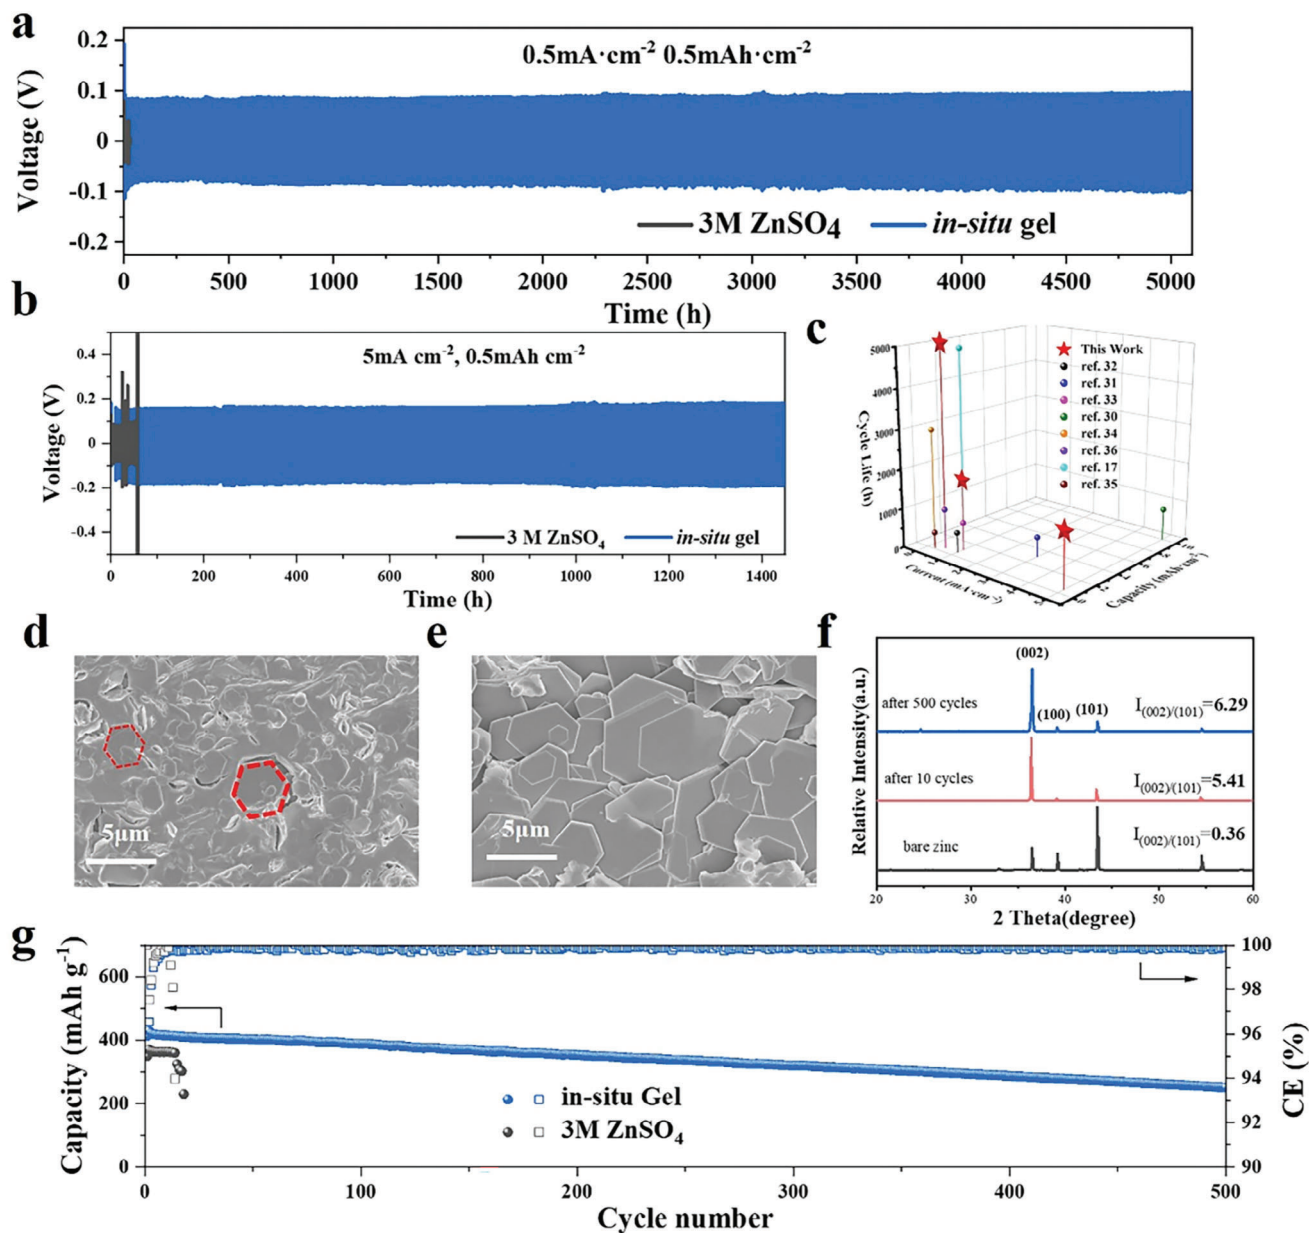 a
0.5mA·cm⁻² 0.5mAh·cm⁻²
Voltage (V)
0.2
0.1
0
-0.1
-0.2
3M ZnSO₄
in-situ gel
0 500 1000 1500 2000 2500 3000 3500 4000 4500 5000
Time (h)
b
5mA cm⁻², 0.5mAh cm⁻²
Voltage (V)
0.4
0.2
0
-0.2
-0.4
3 M ZnSO₄
in-situ gel
0 200 400 600 800 1000 1200 1400
Time (h)
c
Cycle Life (h)
5000
4000
3000
2000
1000
0
Current (mA·cm⁻²)
Capacity (mAh·cm⁻²)
This Work
ref. 32
ref. 31
ref. 33
ref. 30
ref. 34
ref. 36
ref. 17
ref. 35
d
5μm
e
5μm
f
Relative Intensity(a.u.)
(002)
(100)
(101)
after 500 cycles
I(002)/(101)=6.29
after 10 cycles
I(002)/(101)=5.41
bare zinc
I(002)/(101)=0.36
20 30 40 50 60
2 Theta(degree)
g
Capacity (mAh g⁻¹)
600
400
200
0
in-situ Gel
3M ZnSO₄
100
98
96
94
92
90
CE (%)
0 100 200 300 400 500
Cycle number